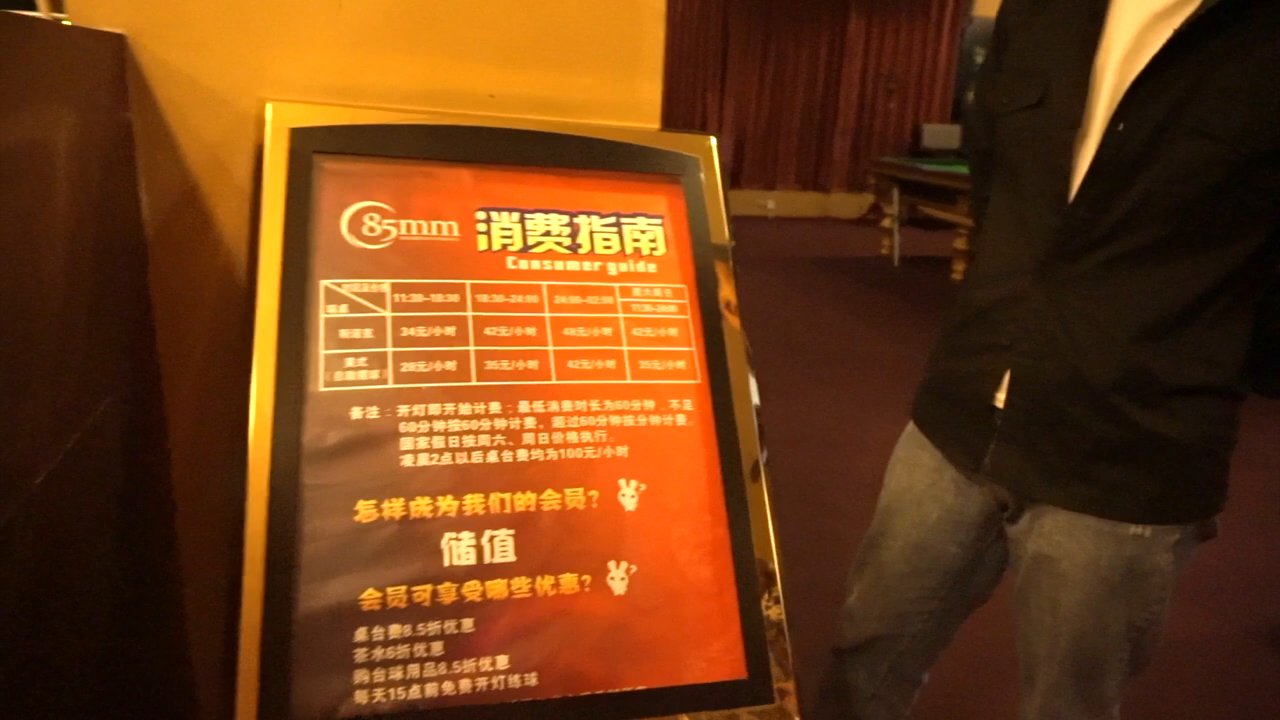 85mm 消费指南
Consumer guide
11:30-18:30 18:30-24:00 24:00-02:00 周六周日
11:30-24:00
斯诺克 34元/小时 42元/小时 48元/小时 42元/小时
美式 28元/小时 35元/小时 42元/小时 35元/小时
备注：开灯即开始计费：最低消费时长为60分钟，不足
60分钟按60分钟计费，超过60分钟按分钟计费，
国家假日按周六、周日价格执行，
凌晨2点以后桌台费均为100元/小时
怎样成为我们的会员?
储值
会员可享受哪些优惠?
桌台费8.5折优惠
茶水6折优惠
购台球用品8.5折优惠
每天15点前免费开灯练球